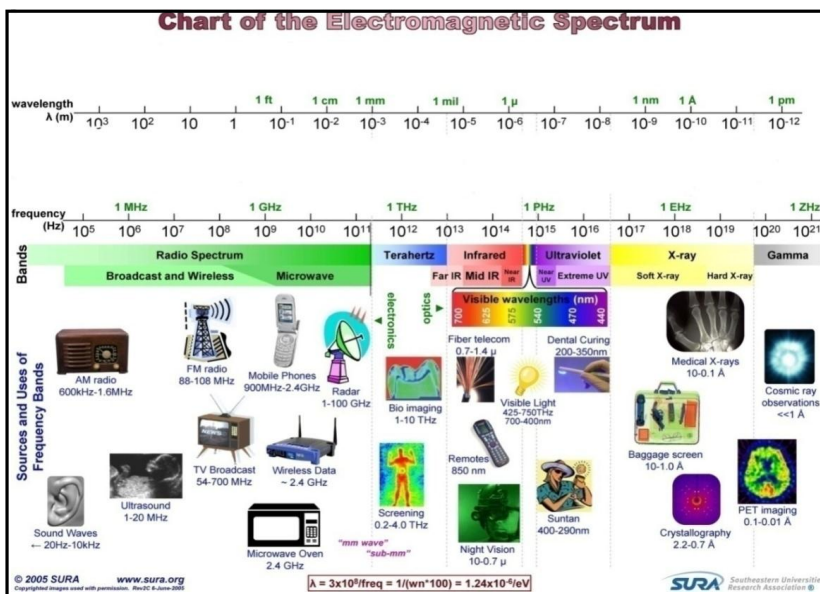 Chart of the Electromagnetic Spectrum
1 ft 1 cm 1 mm 1 mil 1 µ 1 nm 1 Å 1 pm
wavelength
λ (m)
10³ 10² 10 1 10⁻¹ 10⁻² 10⁻³ 10⁻⁴ 10⁻⁵ 10⁻⁶ 10⁻⁷ 10⁻⁸ 10⁻⁹ 10⁻¹⁰ 10⁻¹¹ 10⁻¹²
1 MHz 1 GHz 1 THz 1 PHz 1 EHz 1 ZHz
frequency
(Hz)
10⁵ 10⁶ 10⁷ 10⁸ 10⁹ 10¹⁰ 10¹¹ 10¹² 10¹³ 10¹⁴ 10¹⁵ 10¹⁶ 10¹⁷ 10¹⁸ 10¹⁹ 10²⁰ 10²¹
Bands
Radio Spectrum Terahertz Infrared Ultraviolet X-ray Gamma
Broadcast and Wireless Microwave Far IR Mid IR Near IR Near UV Extreme UV Soft X-ray Hard X-ray
electronics
optics
Visible wavelengths (nm)
700 625 575 540 470 440
Sources and Uses of
Frequency Bands
AM radio
600kHz-1.6MHz
FM radio
88-108 MHz
Mobile Phones
900MHz-2.4GHz
Radar
1-100 GHz
Bio imaging
1-10 THz
Fiber telecom
0.7-1.4 µ
Visible Light
425-750THz
700-400nm
Dental Curing
200-350nm
Medical X-rays
10-0.1 Å
Cosmic ray
observations
<<1 Å
Sound Waves
← 20Hz-10kHz
Ultrasound
1-20 MHz
TV Broadcast
54-700 MHz
NEWS
Wireless Data
~ 2.4 GHz
Microwave Oven
2.4 GHz
"mm wave"
"sub-mm"
Screening
0.2-4.0 THz
Remotes
850 nm
Night Vision
10-0.7 µ
Suntan
400-290nm
Baggage screen
10-1.0 Å
Crystallography
2.2-0.7 Å
PET imaging
0.1-0.01 Å
© 2005 SURA www.sura.org
Copyrighted images used with permission. Rev2C 6-June-2005
λ = 3x10⁸/freq = 1/(wn*100) = 1.24x10⁻⁶/eV
SURA Southeastern Universities
Research Association